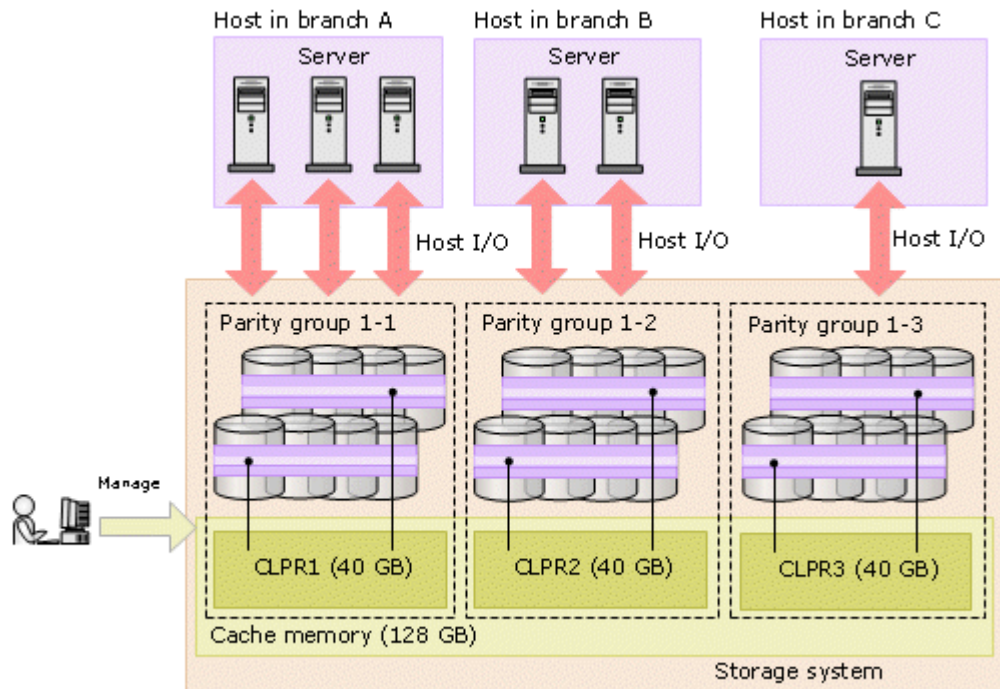 Host in branch A
Host in branch B
Host in branch C
Server
Server
Server
Host I/O
Host I/O
Host I/O
Parity group 1-1
Parity group 1-2
Parity group 1-3
Manage
CLPR1 (40 GB)
CLPR2 (40 GB)
CLPR3 (40 GB)
Cache memory (128 GB)
Storage system